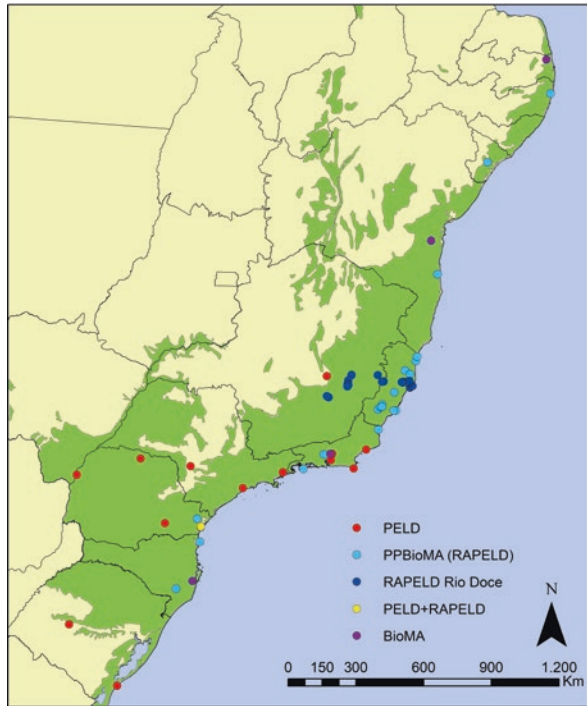 PELD
PPBioMA (RAPELD)
RAPELD Rio Doce
PELD+RAPELD
BioMA
N
0 150 300 600 900 1.200
Km